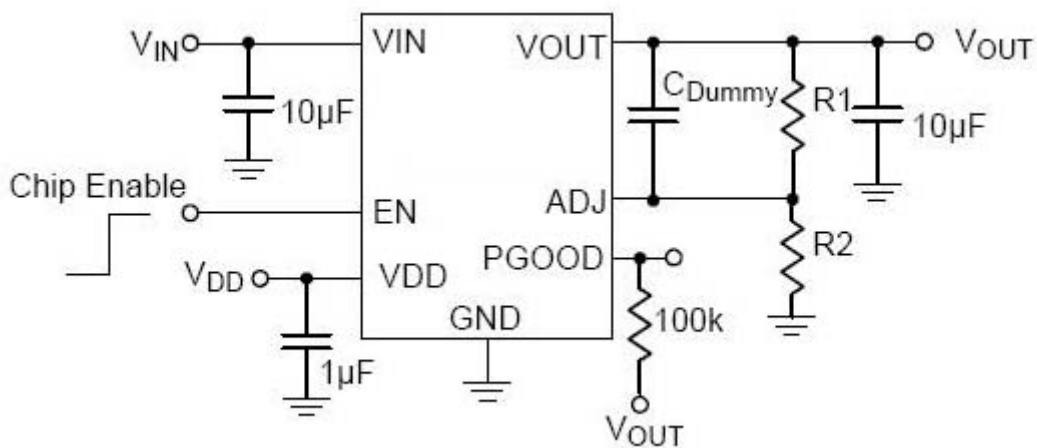 VIN
VIN
VOUT
VOUT
CDummy
R1
10µF
10µF
Chip Enable
EN
ADJ
R2
PGOOD
VDD
VDD
GND
100k
1µF
VOUT